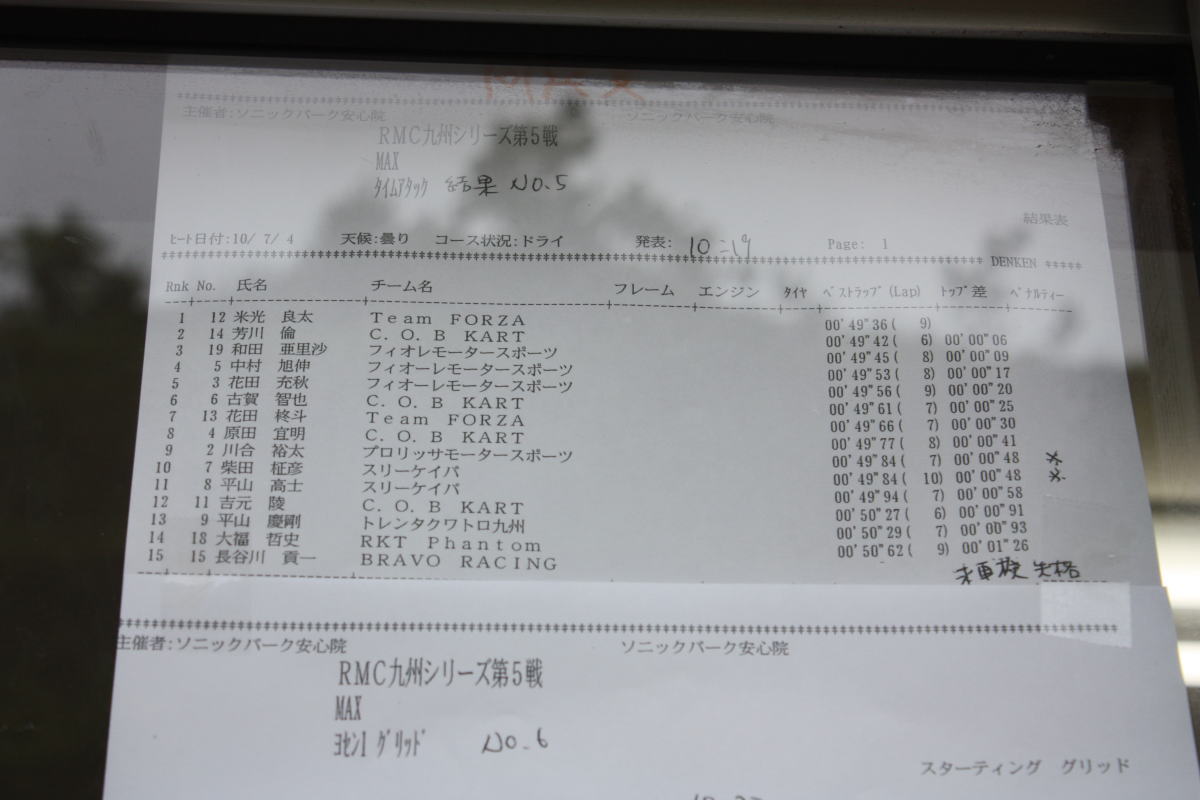 主催者:ソニックパーク安心院 ソニックパーク安心院
RMC九州シリーズ第5戦
MAX
タイムアタック 結果 No.5
結果表
ヒート日付:10/ 7/ 4 天候:曇り コース状況:ドライ 発表: 10:19 Page: 1
DENKEN
Rnk No. 氏名 チーム名 フレーム エンジン タイヤ ベストラップ(Lap) トップ差 ペナルティー
1 12 米光 良太 Team FORZA 00'49"36( 9)
2 14 芳川 倫 C.O.B KART 00'49"42( 6) 00'00"06
3 19 和田 亜里沙 フィオレモータースポーツ 00'49"45( 8) 00'00"09
4 5 中村 旭伸 フィオーレモータースポーツ 00'49"53( 8) 00'00"17
5 3 花田 充秋 フィオーレモータースポーツ 00'49"56( 9) 00'00"20
6 6 古賀 智也 C.O.B KART 00'49"61( 7) 00'00"25
7 13 花田 柊斗 Team FORZA 00'49"66( 7) 00'00"30
8 4 原田 宜明 C.O.B KART 00'49"77( 8) 00'00"41
9 2 川合 裕太 プロリッサモータースポーツ 00'49"84( 7) 00'00"48 ※
10 7 柴田 柾彦 スリーケイパ 00'49"84( 10) 00'00"48 ※
11 8 平山 高士 スリーケイパ 00'49"94( 7) 00'00"58
12 11 吉元 陵 C.O.B KART 00'50"27( 6) 00'00"91
13 9 平山 慶剛 トレンタクワトロ九州 00'50"29( 7) 00'00"93
14 18 大福 哲史 RKT Phantom 00'50"62( 9) 00'01"26
15 15 長谷川 貢一 BRAVO RACING 未車検 失格
主催者:ソニックパーク安心院 ソニックパーク安心院
RMC九州シリーズ第5戦
MAX
ヨセン1 グリッド No.6
スターティング グリッド